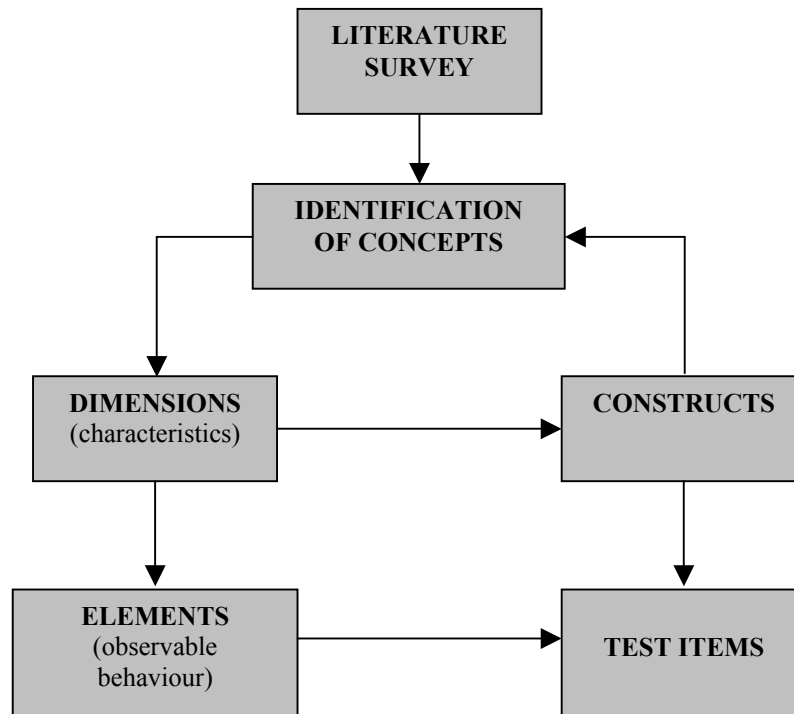 LITERATURE
SURVEY
IDENTIFICATION
OF CONCEPTS
DIMENSIONS
(characteristics)
CONSTRUCTS
ELEMENTS
(observable
behaviour)
TEST ITEMS